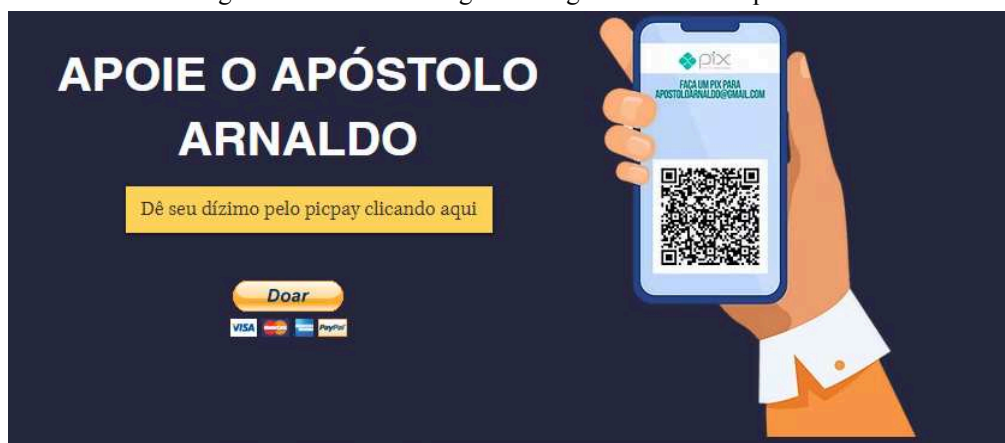 APOIE O APÓSTOLO
ARNALDO
Dê seu dízimo pelo picpay clicando aqui
Doar
VISA
PayPal
pix
FAÇA UM PIX PARA
APOSTOLOARNALDO@GMAIL.COM